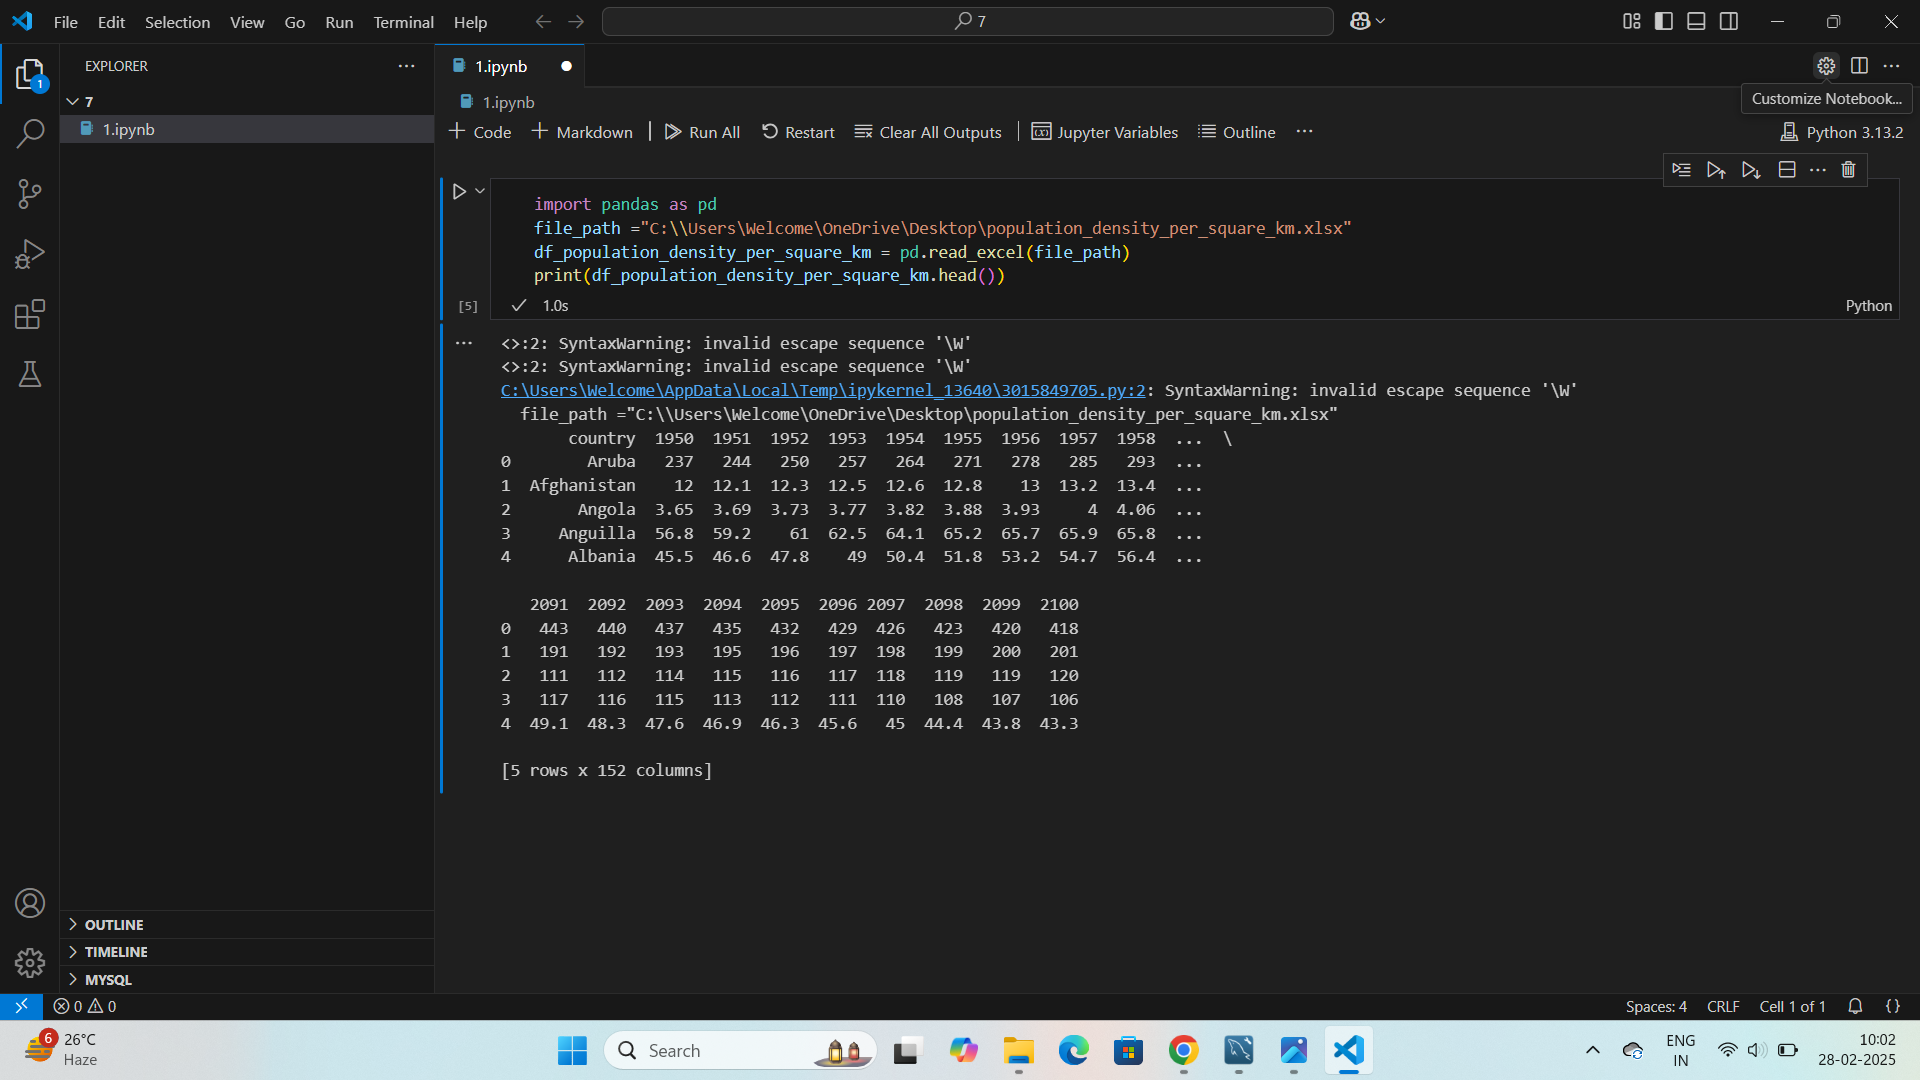 File Edit Selection View Go Run Terminal Help
7
EXPLORER
1.ipynb
Customize Notebook...
7
1.ipynb
1.ipynb
Code Markdown Run All Restart Clear All Outputs Jupyter Variables Outline ...
Python 3.13.2
import pandas as pd
file_path ="C:\\Users\Welcome\OneDrive\Desktop\population_density_per_square_km.xlsx"
df_population_density_per_square_km = pd.read_excel(file_path)
print(df_population_density_per_square_km.head())
[5] 1.0s Python
<>:2: SyntaxWarning: invalid escape sequence '\W'
<>:2: SyntaxWarning: invalid escape sequence '\W'
C:\Users\Welcome\AppData\Local\Temp\ipykernel_13640\3015849705.py:2: SyntaxWarning: invalid escape sequence '\W'
file_path ="C:\\Users\Welcome\OneDrive\Desktop\population_density_per_square_km.xlsx"
country 1950 1951 1952 1953 1954 1955 1956 1957 1958 ... \
0 Aruba 237 244 250 257 264 271 278 285 293 ...
1 Afghanistan 12 12.1 12.3 12.5 12.6 12.8 13 13.2 13.4 ...
2 Angola 3.65 3.69 3.73 3.77 3.82 3.88 3.93 4 4.06 ...
3 Anguilla 56.8 59.2 61 62.5 64.1 65.2 65.7 65.9 65.8 ...
4 Albania 45.5 46.6 47.8 49 50.4 51.8 53.2 54.7 56.4 ...
2091 2092 2093 2094 2095 2096 2097 2098 2099 2100
0 443 440 437 435 432 429 426 423 420 418
1 191 192 193 195 196 197 198 199 200 201
2 111 112 114 115 116 117 118 119 119 120
3 117 116 115 113 112 111 110 108 107 106
4 49.1 48.3 47.6 46.9 46.3 45.6 45 44.4 43.8 43.3
[5 rows x 152 columns]
1
OUTLINE
TIMELINE
MYSQL
0 0
Spaces: 4 CRLF Cell 1 of 1 {}
6
26°C
Haze
Search
ENG
IN
10:02
28-02-2025